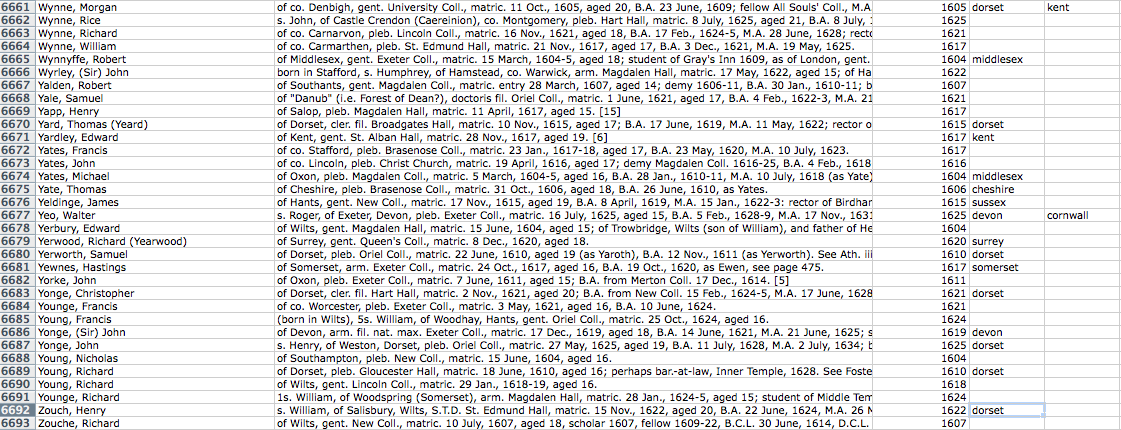 6661 Wynne, Morgan of co. Denbigh, gent. University Coll., matric. 11 Oct., 1605, aged 20, B.A. 23 June, 1609; fellow All Souls' Coll., M.A 1605 dorset kent
6662 Wynne, Rice s. John, of Castle Crendon (Caereinion), co. Montgomery, pleb. Hart Hall, matric. 8 July, 1625, aged 21, B.A. 8 July, 1625
6663 Wynne, Richard of co. Carnarvon, pleb. Lincoln Coll., matric. 16 Nov., 1621, aged 18, B.A. 17 Feb., 1624-5, M.A. 28 June, 1628; rect 1621
6664 Wynne, William of co. Carmarthen, pleb. St. Edmund Hall, matric. 21 Nov., 1617, aged 17, B.A. 3 Dec., 1621, M.A. 19 May, 1625. 1617
6665 Wynnyffe, Robert of Middlesex, gent. Exeter Coll., matric. 15 March, 1604-5, aged 18; student of Gray's Inn 1609, as of London, gent. 1604 middlesex
6666 Wyrley, (Sir) John born in Stafford, s. Humphrey, of Hamstead, co. Warwick, arm. Magdalen Hall, matric. 17 May, 1622, aged 15; of Ha 1622
6667 Yalden, Robert of Southants, gent. Magdalen Coll., matric. entry 28 March, 1607, aged 14; demy 1606-11, B.A. 30 Jan., 1610-11; b 1607
6668 Yale, Samuel of "Danub" (i.e. Forest of Dean?), doctoris fil. Oriel Coll., matric. 1 June, 1621, aged 17, B.A. 4 Feb., 1622-3, M.A. 21 1621
6669 Yapp, Henry of Salop, pleb. Magdalen Hall, matric. 11 April, 1617, aged 15. [15] 1617
6670 Yard, Thomas (Yeard) of Dorset, cler. fil. Broadgates Hall, matric. 10 Nov., 1615, aged 17; B.A. 17 June, 1619, M.A. 11 May, 1622; rector o 1615 dorset
6671 Yardley, Edward of Kent, gent. St. Alban Hall, matric. 28 Nov., 1617, aged 19. [6] 1617 kent
6672 Yates, Francis of co. Stafford, pleb. Brasenose Coll., matric. 23 Jan., 1617-18, aged 17, B.A. 23 May, 1620, M.A. 10 July, 1623. 1617
6673 Yates, John of co. Lincoln, pleb. Christ Church, matric. 19 April, 1616, aged 17; demy Magdalen Coll. 1616-25, B.A. 4 Feb., 1618 1616
6674 Yates, Michael of Oxon, pleb. Magdalen Coll., matric. 5 March, 1604-5, aged 16, B.A. 28 Jan., 1610-11, M.A. 10 July, 1618 (as Yate) 1604 middlesex
6675 Yate, Thomas of Cheshire, pleb. Brasenose Coll., matric. 31 Oct., 1606, aged 18, B.A. 26 June, 1610, as Yates. 1606 cheshire
6676 Yeldinge, James of Hants, gent. New Coll., matric. 17 Nov., 1615, aged 19, B.A. 8 April, 1619, M.A. 15 Jan., 1622-3: rector of Birdhar 1615 sussex
6677 Yeo, Walter s. Roger, of Exeter, Devon, pleb. Exeter Coll., matric. 16 July, 1625, aged 15, B.A. 5 Feb., 1628-9, M.A. 17 Nov., 1631 1625 devon cornwall
6678 Yerbury, Edward of Wilts, gent. Magdalen Hall, matric. 15 June, 1604, aged 15; of Trowbridge, Wilts (son of William), and father of He 1604
6679 Yerwood, Richard (Yearwood) of Surrey, gent. Queen's Coll., matric. 8 Dec., 1620, aged 18. 1620 surrey
6680 Yerworth, Samuel of Dorset, pleb. Oriel Coll., matric. 22 June, 1610, aged 19 (as Yaroth), B.A. 12 Nov., 1611 (as Yerworth). See Ath. iii 1610 dorset
6681 Yewnes, Hastings of Somerset, arm. Exeter Coll., matric. 24 Oct., 1617, aged 16, B.A. 19 Oct., 1620, as Ewen, see page 475. 1617 somerset
6682 Yorke, John of Oxon, pleb. Exeter Coll., matric. 7 June, 1611, aged 15; B.A. from Merton Coll. 17 Dec., 1614. [5] 1611
6683 Yonge, Christopher of Dorset, cler. fil. Hart Hall, matric. 2 Nov., 1621, aged 20; B.A. from New Coll. 15 Feb., 1624-5, M.A. 17 June, 1628 1621 dorset
6684 Younge, Francis of co. Worcester, pleb. Exeter Coll., matric. 3 May, 1621, aged 16, B.A. 10 June, 1624. 1621
6685 Young, Francis (born in Wilts), 5s. William, of Woodhay, Hants, gent. Oriel Coll., matric. 25 Oct., 1624, aged 16. 1624
6686 Yonge, (Sir) John of Devon, arm. fil. nat. max. Exeter Coll., matric. 17 Dec., 1619, aged 18, B.A. 14 June, 1621, M.A. 21 June, 1625; s 1619 devon
6687 Yonge, John s. Henry, of Weston, Dorset, pleb. Oriel Coll., matric. 27 May, 1625, aged 19, B.A. 11 July, 1628, M.A. 2 July, 1634; b 1625 dorset
6688 Young, Nicholas of Southampton, pleb. New Coll., matric. 15 June, 1604, aged 16. 1604
6689 Young, Richard of Dorset, pleb. Gloucester Hall, matric. 18 June, 1610, aged 16; perhaps bar.-at-law, Inner Temple, 1628. See Foste 1610 dorset
6690 Young, Richard of Wilts, gent. Lincoln Coll., matric. 29 Jan., 1618-19, aged 16. 1618
6691 Younge, Richard 1s. William, of Woodspring (Somerset), arm. Magdalen Hall, matric. 28 Jan., 1624-5, aged 15; student of Middle Tem 1624
6692 Zouch, Henry s. William, of Salisbury, Wilts, S.T.D. St. Edmund Hall, matric. 15 Nov., 1622, aged 20, B.A. 22 June, 1624, M.A. 26 N 1622 dorset
6693 Zouche, Richard of Wilts, gent. New Coll., matric. 10 July, 1607, aged 18, scholar 1607, fellow 1609-22, B.C.L. 30 June, 1614, D.C.L. 1607